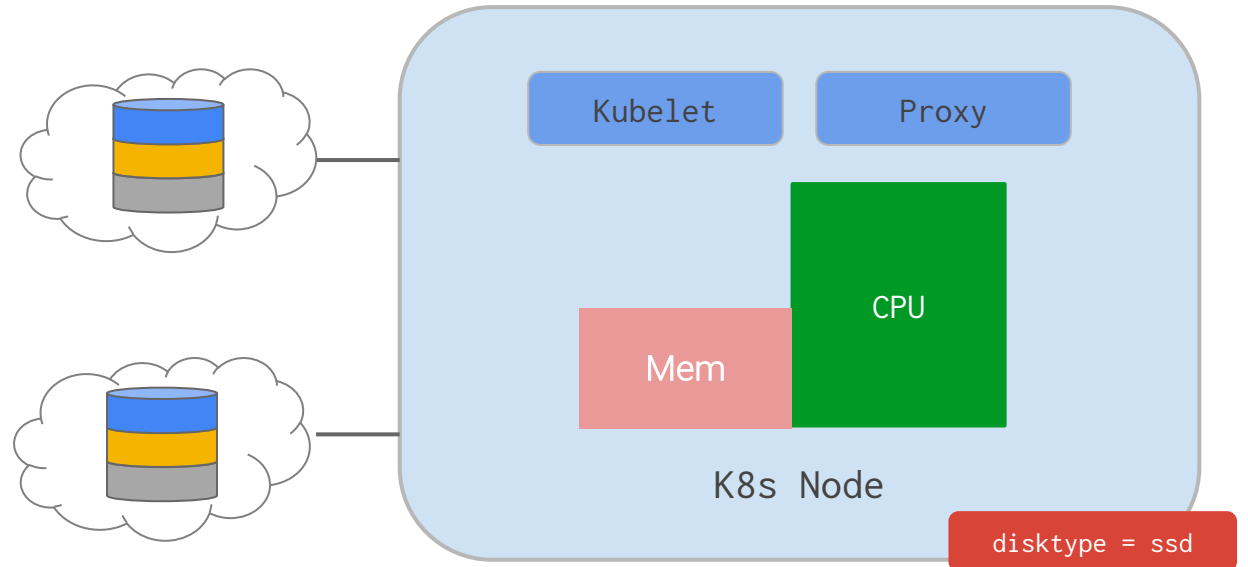 Kubelet
Proxy
CPU
Mem
K8s Node
disktype = ssd